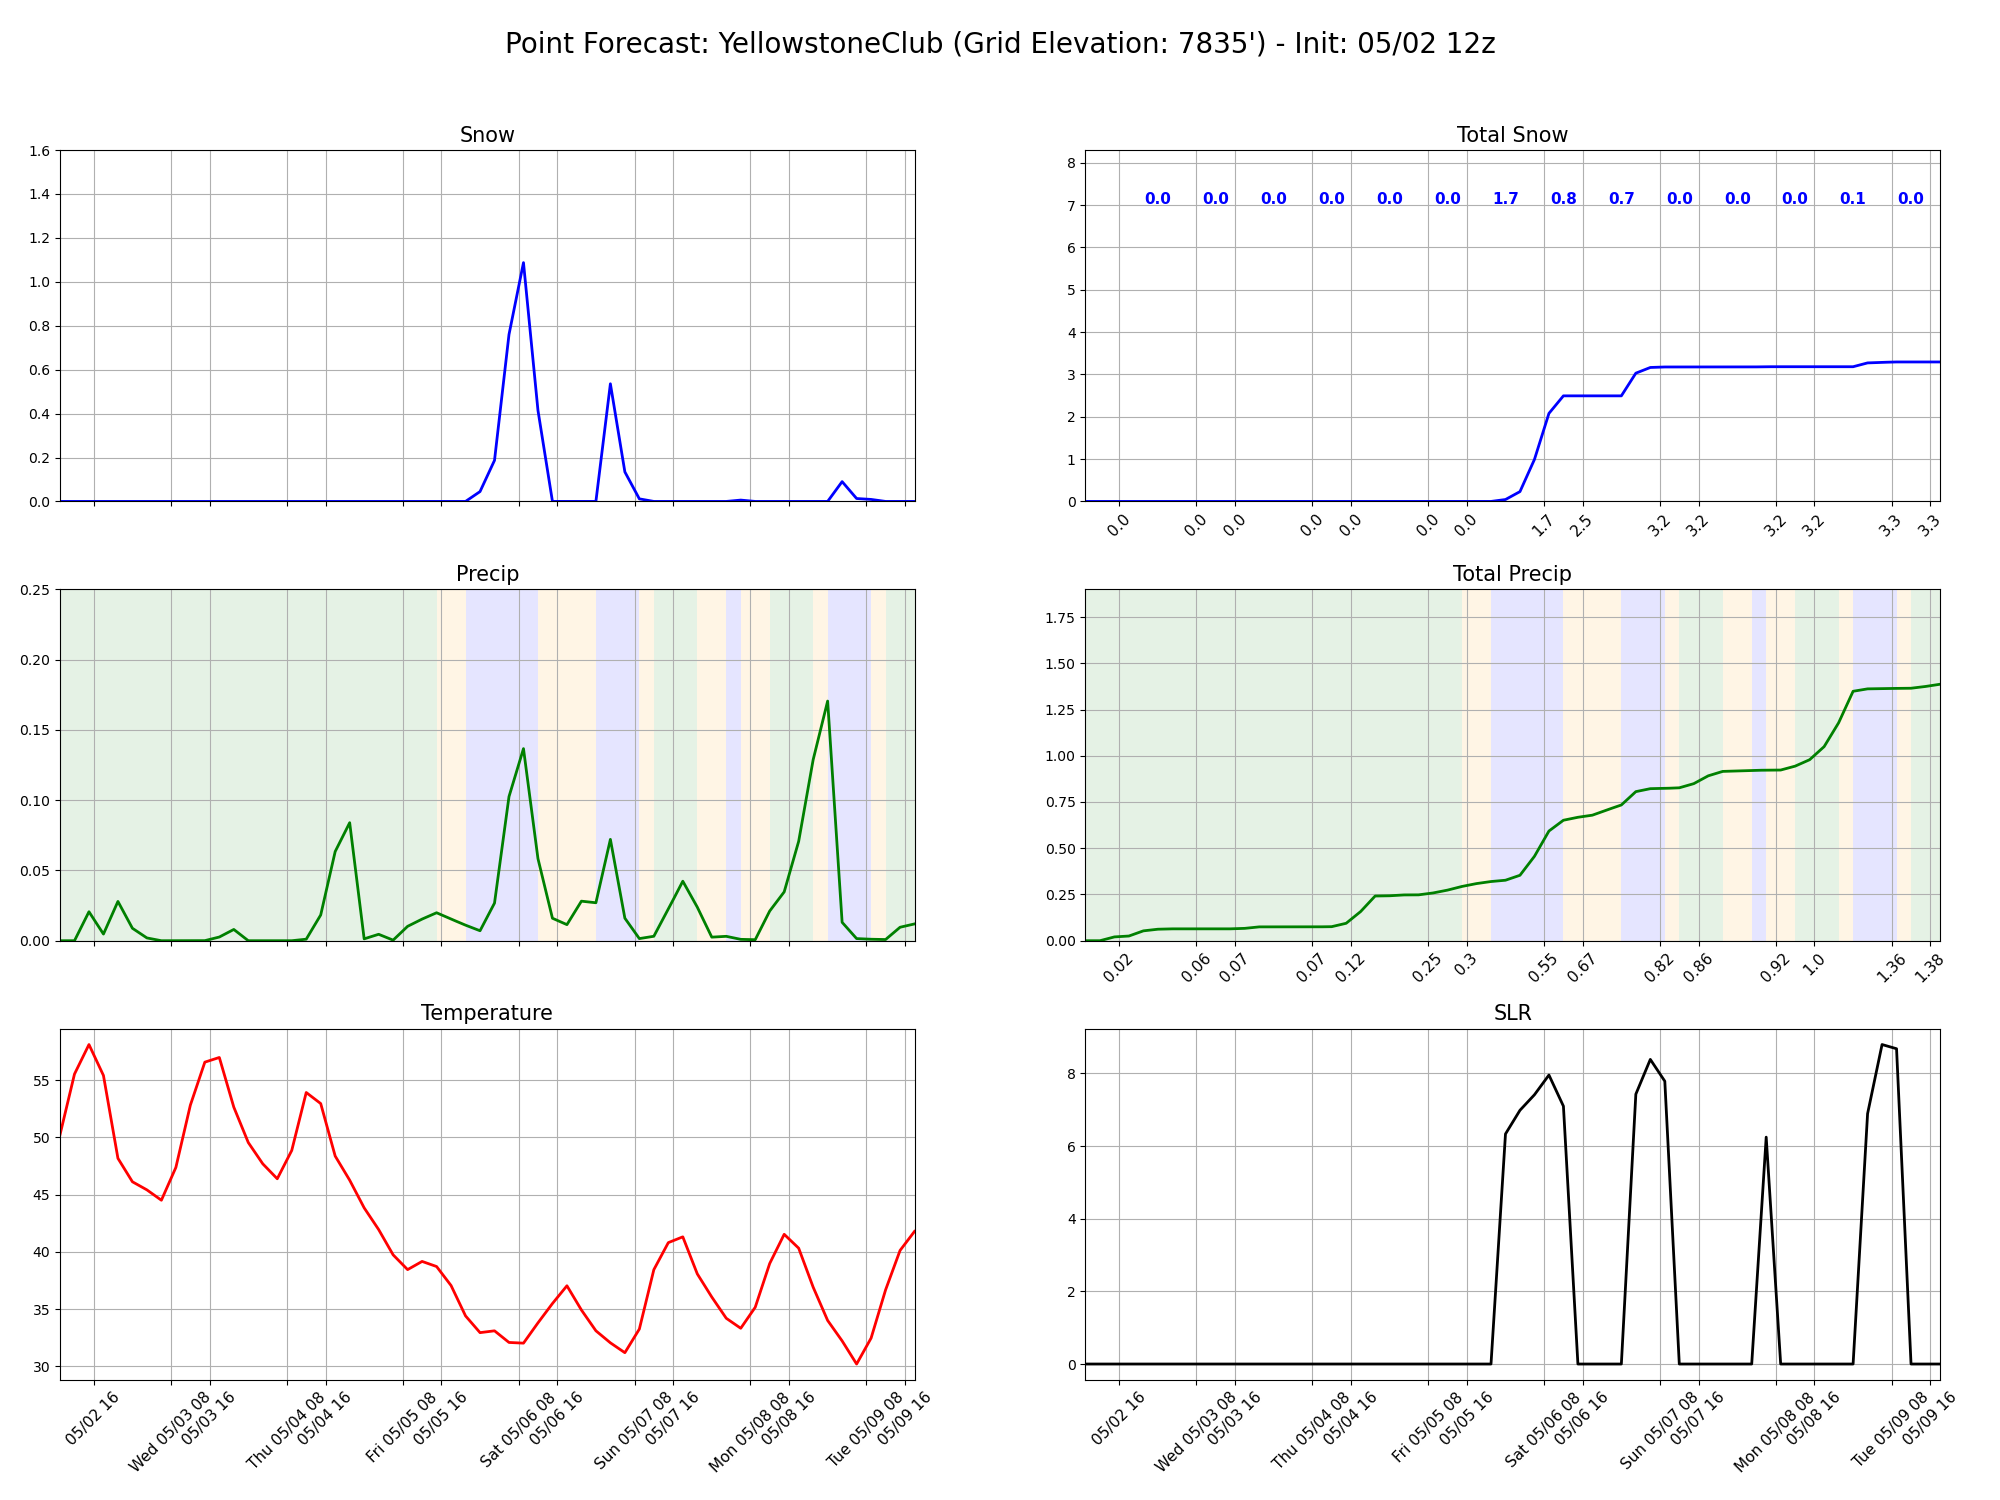 Point Forecast: YellowstoneClub (Grid Elevation: 7835') - Init: 05/02 12z
Snow
1.6
1.4
1.2
1.0
0.8
0.6
0.4
0.2
0.0
Total Snow
8
7
6
5
4
3
2
1
0
0.0 0.0 0.0 0.0 0.0 0.0 1.7 0.8 0.7 0.0 0.0 0.0 0.1 0.0
0.0 0.0 0.0 0.0 0.0 0.0 0.0 1.7 2.5 3.2 3.2 3.2 3.2 3.3 3.3
Precip
0.25
0.20
0.15
0.10
0.05
0.00
Total Precip
1.75
1.50
1.25
1.00
0.75
0.50
0.25
0.00
0.02 0.06 0.07 0.07 0.12 0.25 0.3 0.55 0.67 0.82 0.86 0.92 1.0 1.36 1.38
Temperature
55
50
45
40
35
30
05/02 16
Wed 05/03 08
05/03 16
Thu 05/04 08
05/04 16
Fri 05/05 08
05/05 16
Sat 05/06 08
05/06 16
Sun 05/07 08
05/07 16
Mon 05/08 08
05/08 16
Tue 05/09 08
05/09 16
SLR
8
6
4
2
0
05/02 16
Wed 05/03 08
05/03 16
Thu 05/04 08
05/04 16
Fri 05/05 08
05/05 16
Sat 05/06 08
05/06 16
Sun 05/07 08
05/07 16
Mon 05/08 08
05/08 16
Tue 05/09 08
05/09 16